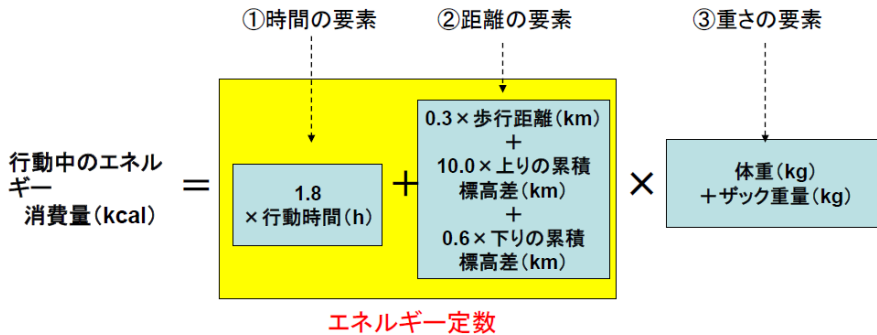 ①時間の要素
②距離の要素
③重さの要素
行動中のエネル
ギー
消費量(kcal)
=
1.8
×行動時間(h)
+
0.3×歩行距離(km)
+
10.0×上りの累積
標高差(km)
+
0.6×下りの累積
標高差(km)
×
体重(kg)
+ザック重量(kg)
エネルギー定数